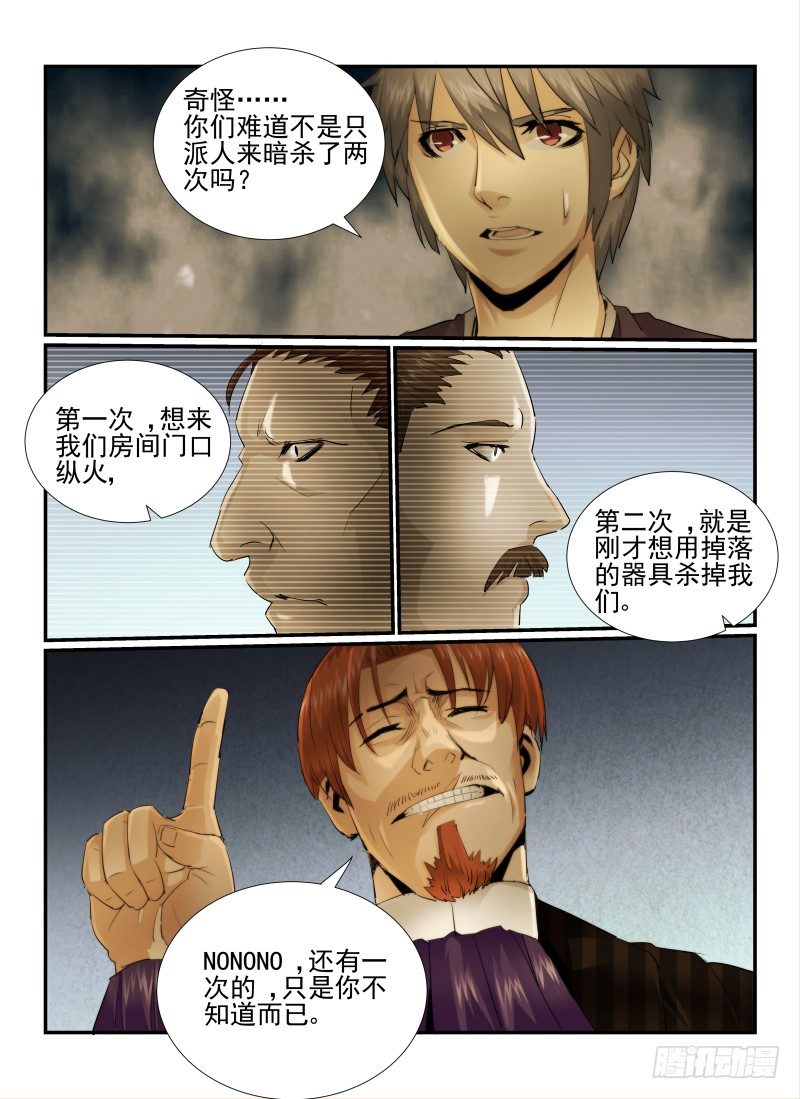 奇怪……
你们难道不是只
派人来暗杀了两
次吗？
第一次，想来
我们房间门口
纵火，
第二次，就是
刚才想用掉落
的器具杀掉我
们。
NONONO，还有一
次的，只是你不
知道而已。
腾讯动漫